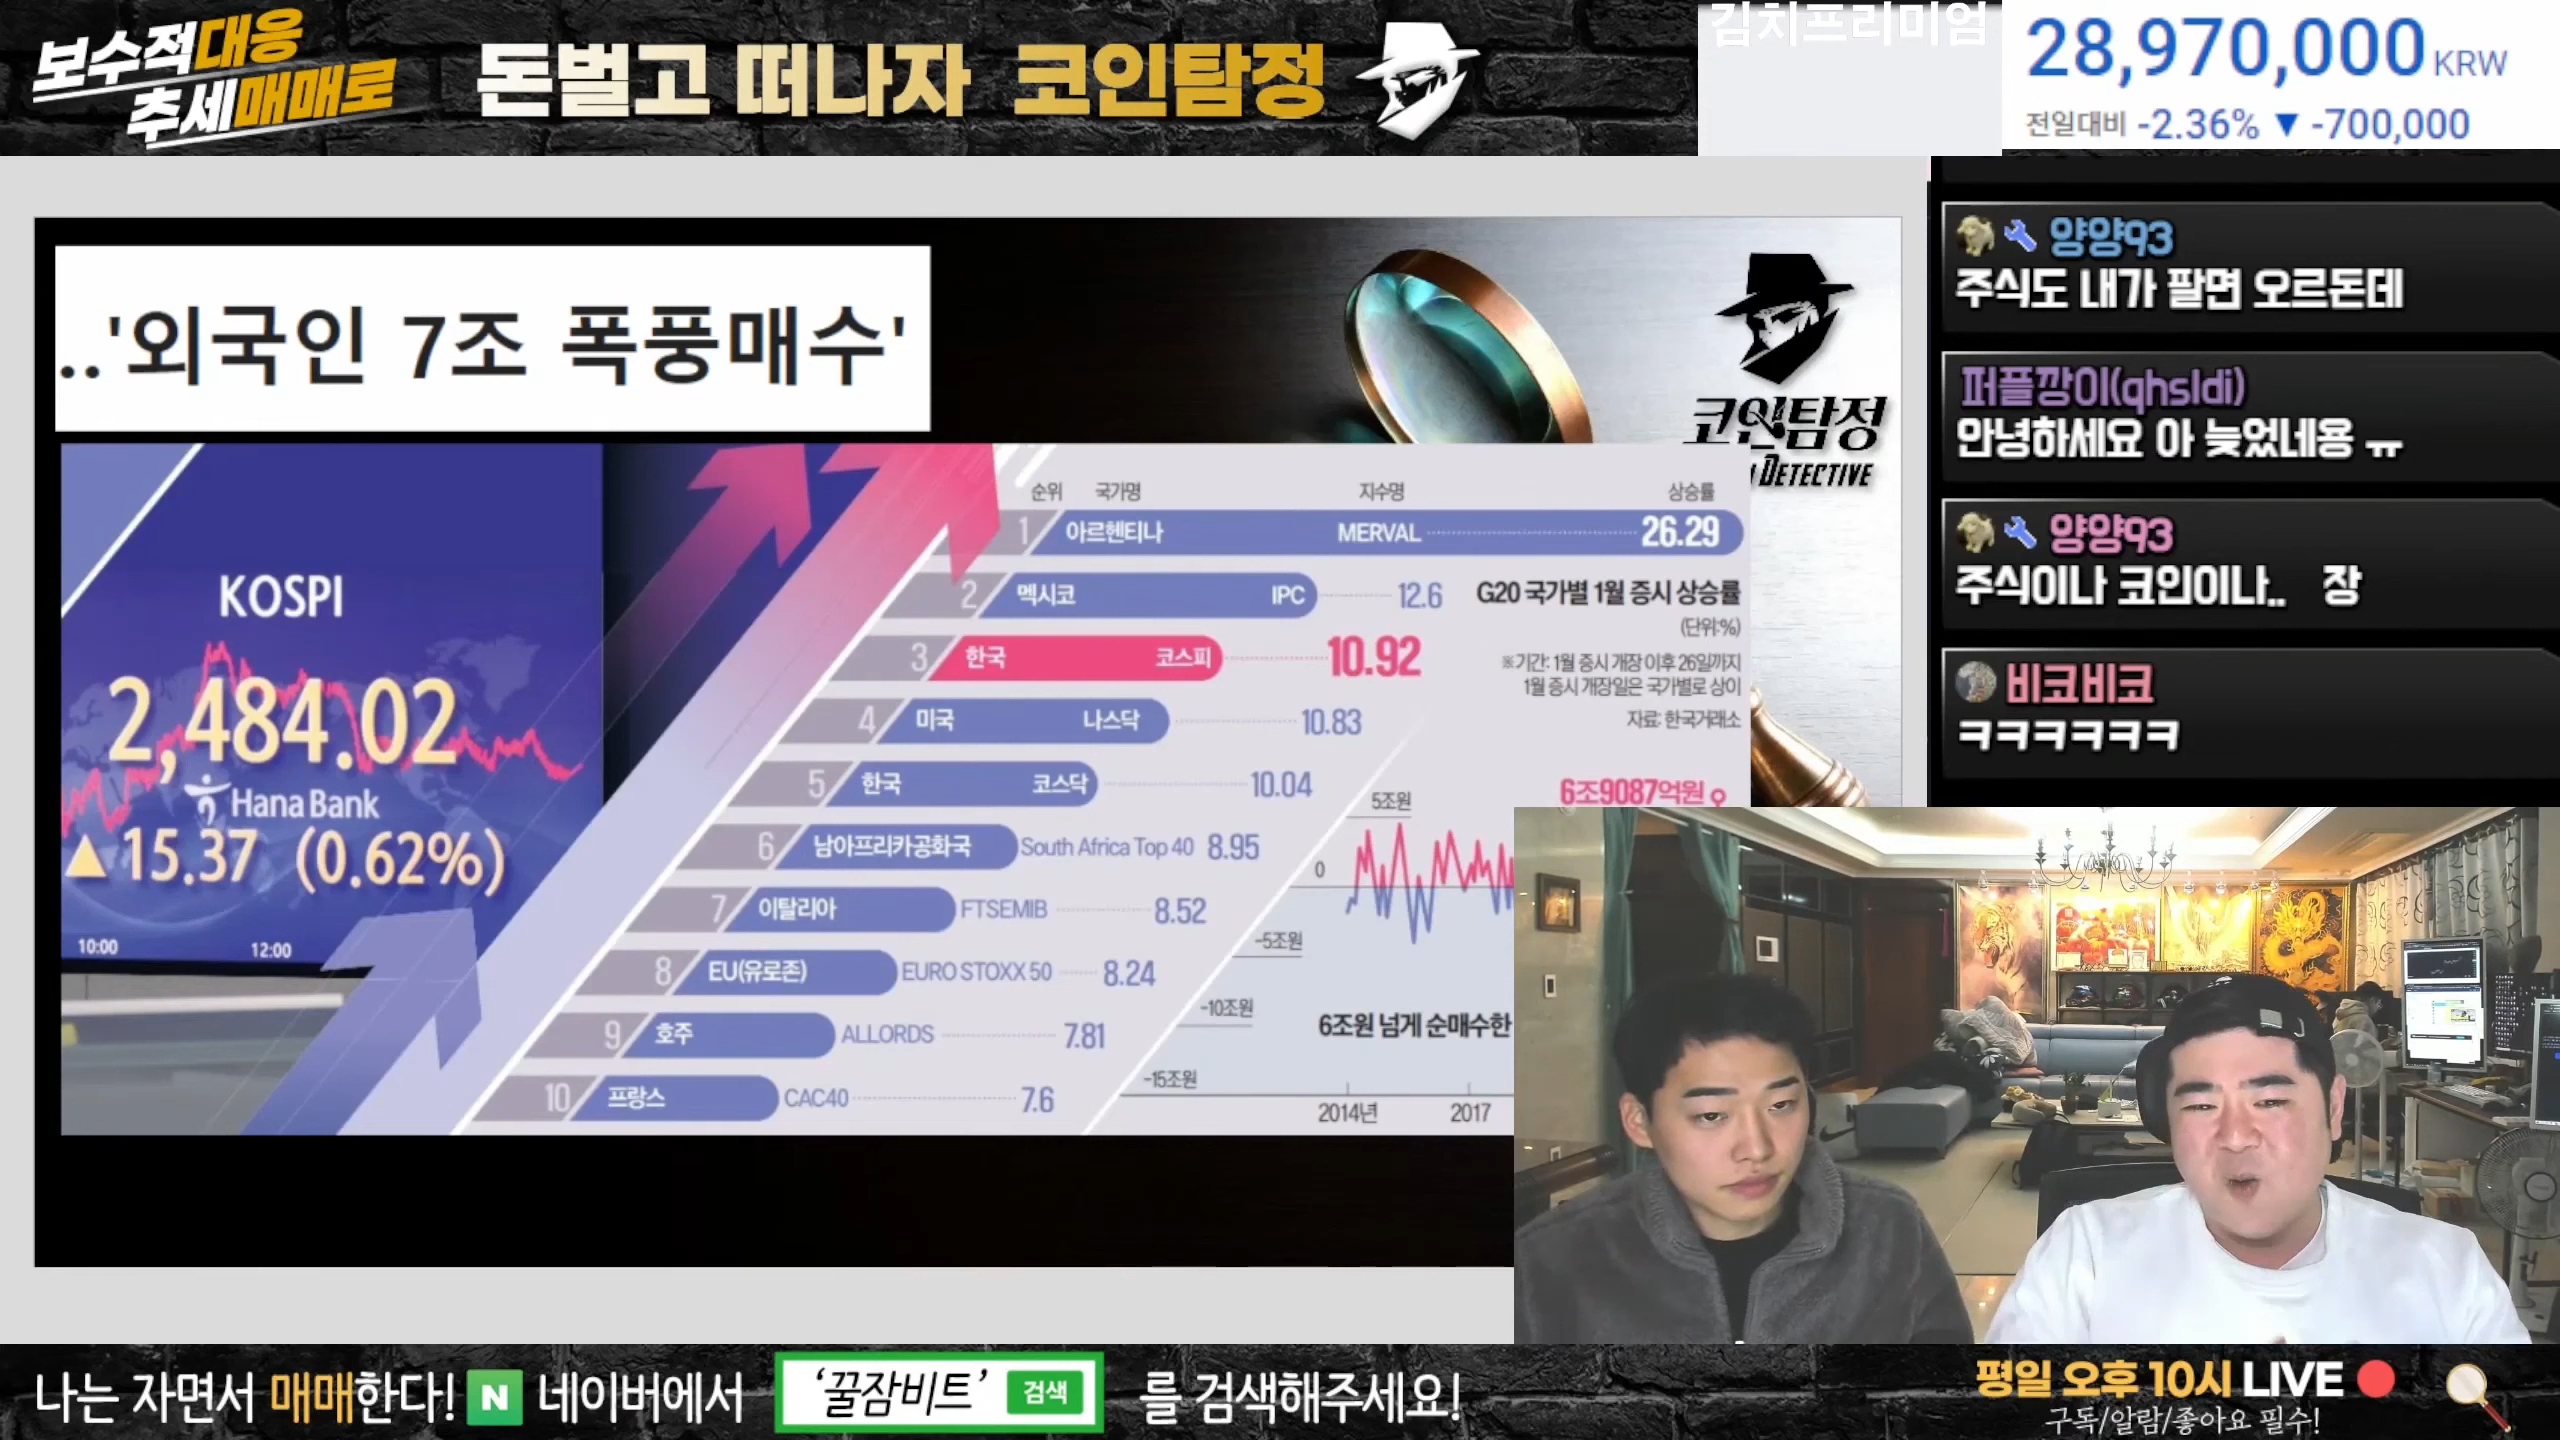 보수적대응
추세매매로
돈벌고 떠나자 코인탐정
김치프리미엄
28,970,000 KRW
전일대비 -2.36% ▼ -700,000
..'외국인 7조 폭풍매수'
코인탐정
DETECTIVE
KOSPI
2,484.02
Hana Bank
▲15.37 (0.62%)
10:00 12:00
순위 국가명 지수명 상승률
1 아르헨티나 MERVAL 26.29
2 멕시코 IPC 12.6
3 한국 코스피 10.92
4 미국 나스닥 10.83
5 한국 코스닥 10.04
6 남아프리카공화국 South Africa Top 40 8.95
7 이탈리아 FTSEMIB 8.52
8 EU(유로존) EURO STOXX 50 8.24
9 호주 ALLORDS 7.81
10 프랑스 CAC40 7.6
G20 국가별 1월 증시 상승률
(단위:%)
※기간: 1월 증시 개장 이후 26일까지
1월 증시 개장일은 국가별로 상이
자료: 한국거래소
6조9087억원
5조원
0
-5조원
-10조원
-15조원
6조원 넘게 순매수한
2014년 2017
양양93
주식도 내가 팔면 오르돈데
퍼플깡이(qhsldi)
안녕하세요 아 늦었네용 ㅠ
양양93
주식이나 코인이나.. 장
비코비코
ㅋㅋㅋㅋㅋㅋ
나는 자면서 매매한다! N 네이버에서 '꿀잠비트' 검색 를 검색해주세요!
평일 오후 10시 LIVE
구독/알람/좋아요 필수!